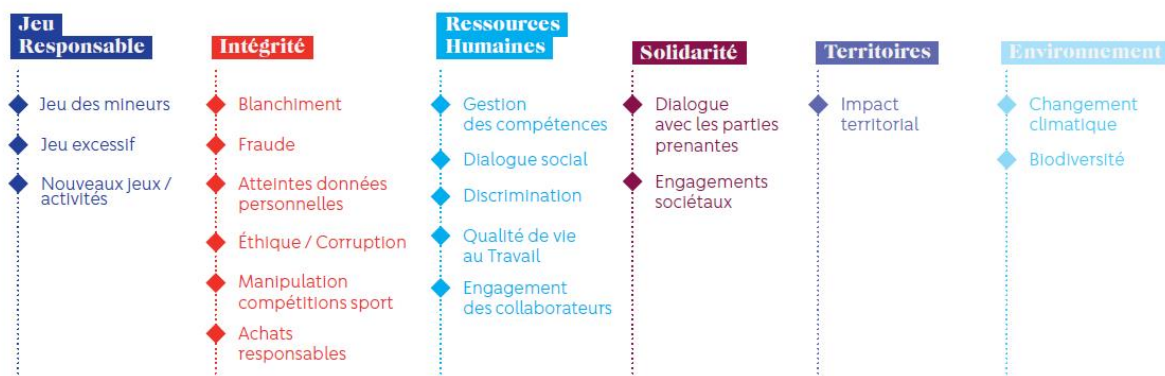 Jeu
Responsable
Jeu des mineurs
Jeu excessif
Nouveaux jeux /
activités
Intégrité
Blanchiment
Fraude
Atteintes données
personnelles
Éthique / Corruption
Manipulation
compétitions sport
Achats
responsables
Ressources
Humaines
Gestion
des compétences
Dialogue social
Discrimination
Qualité de vie
au Travail
Engagement
des collaborateurs
Solidarité
Dialogue
avec les parties
prenantes
Engagements
sociétaux
Territoires
Impact
territorial
Environnement
Changement
climatique
Biodiversité